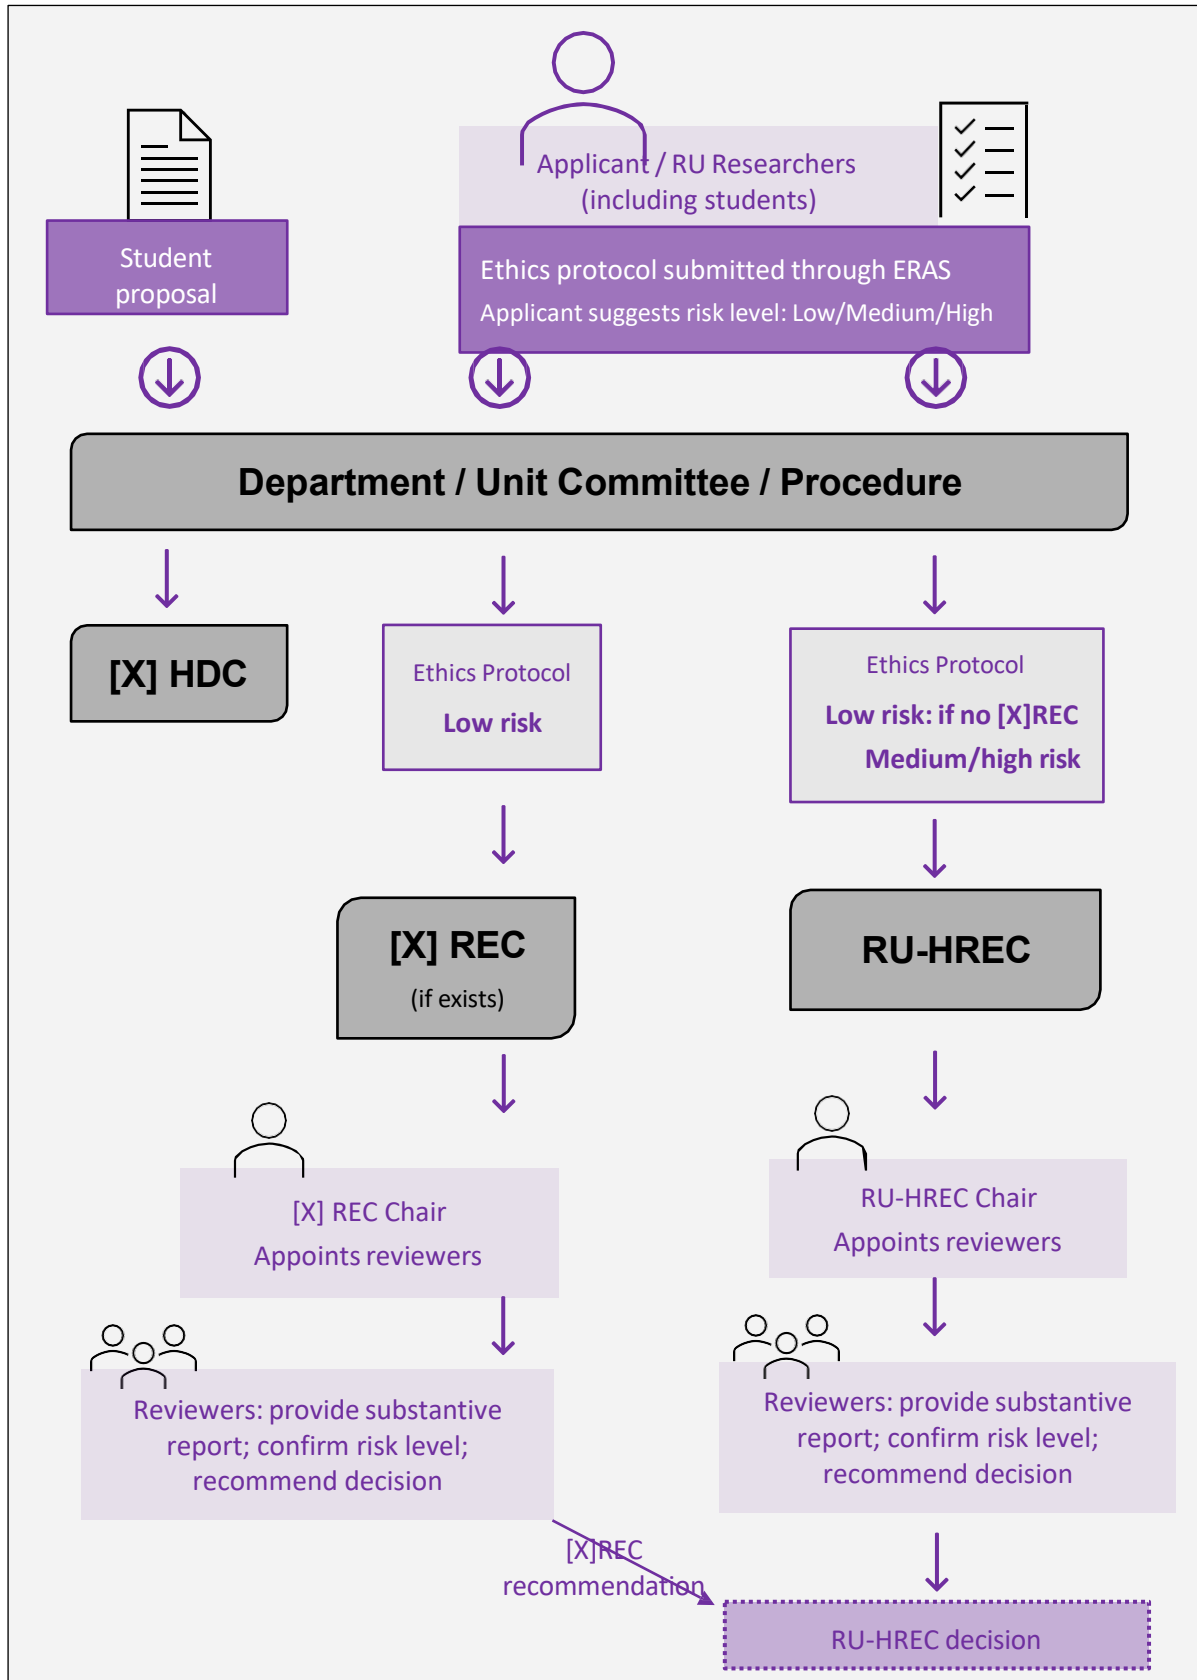 Applicant / RU Researchers
(including students)
Student
proposal
Ethics protocol submitted through ERAS
Applicant suggests risk level: Low/Medium/High
Department / Unit Committee / Procedure
[X] HDC
Ethics Protocol
Low risk
Ethics Protocol
Low risk: if no [X]REC
Medium/high risk
[X] REC
(if exists)
RU-HREC
[X] REC Chair
Appoints reviewers
RU-HREC Chair
Appoints reviewers
Reviewers: provide substantive
report; confirm risk level;
recommend decision
Reviewers: provide substantive
report; confirm risk level;
recommend decision
[X]REC
recommendation
RU-HREC decision